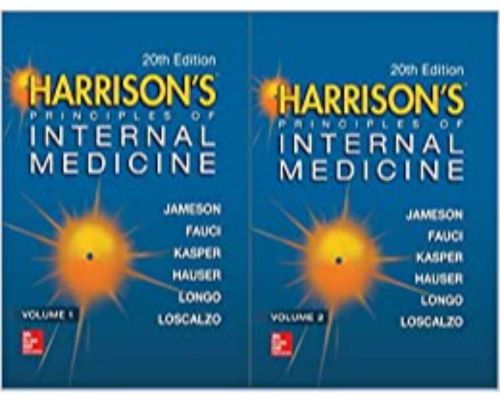 20th Edition
HARRISON'S
PRINCIPLES OF
INTERNAL
MEDICINE
JAMESON
FAUCI
KASPER
HAUSER
LONGO
LOSCALZO
VOLUME 1
20th Edition
HARRISON'S
PRINCIPLES OF
INTERNAL
MEDICINE
JAMESON
FAUCI
KASPER
HAUSER
LONGO
LOSCALZO
VOLUME 2